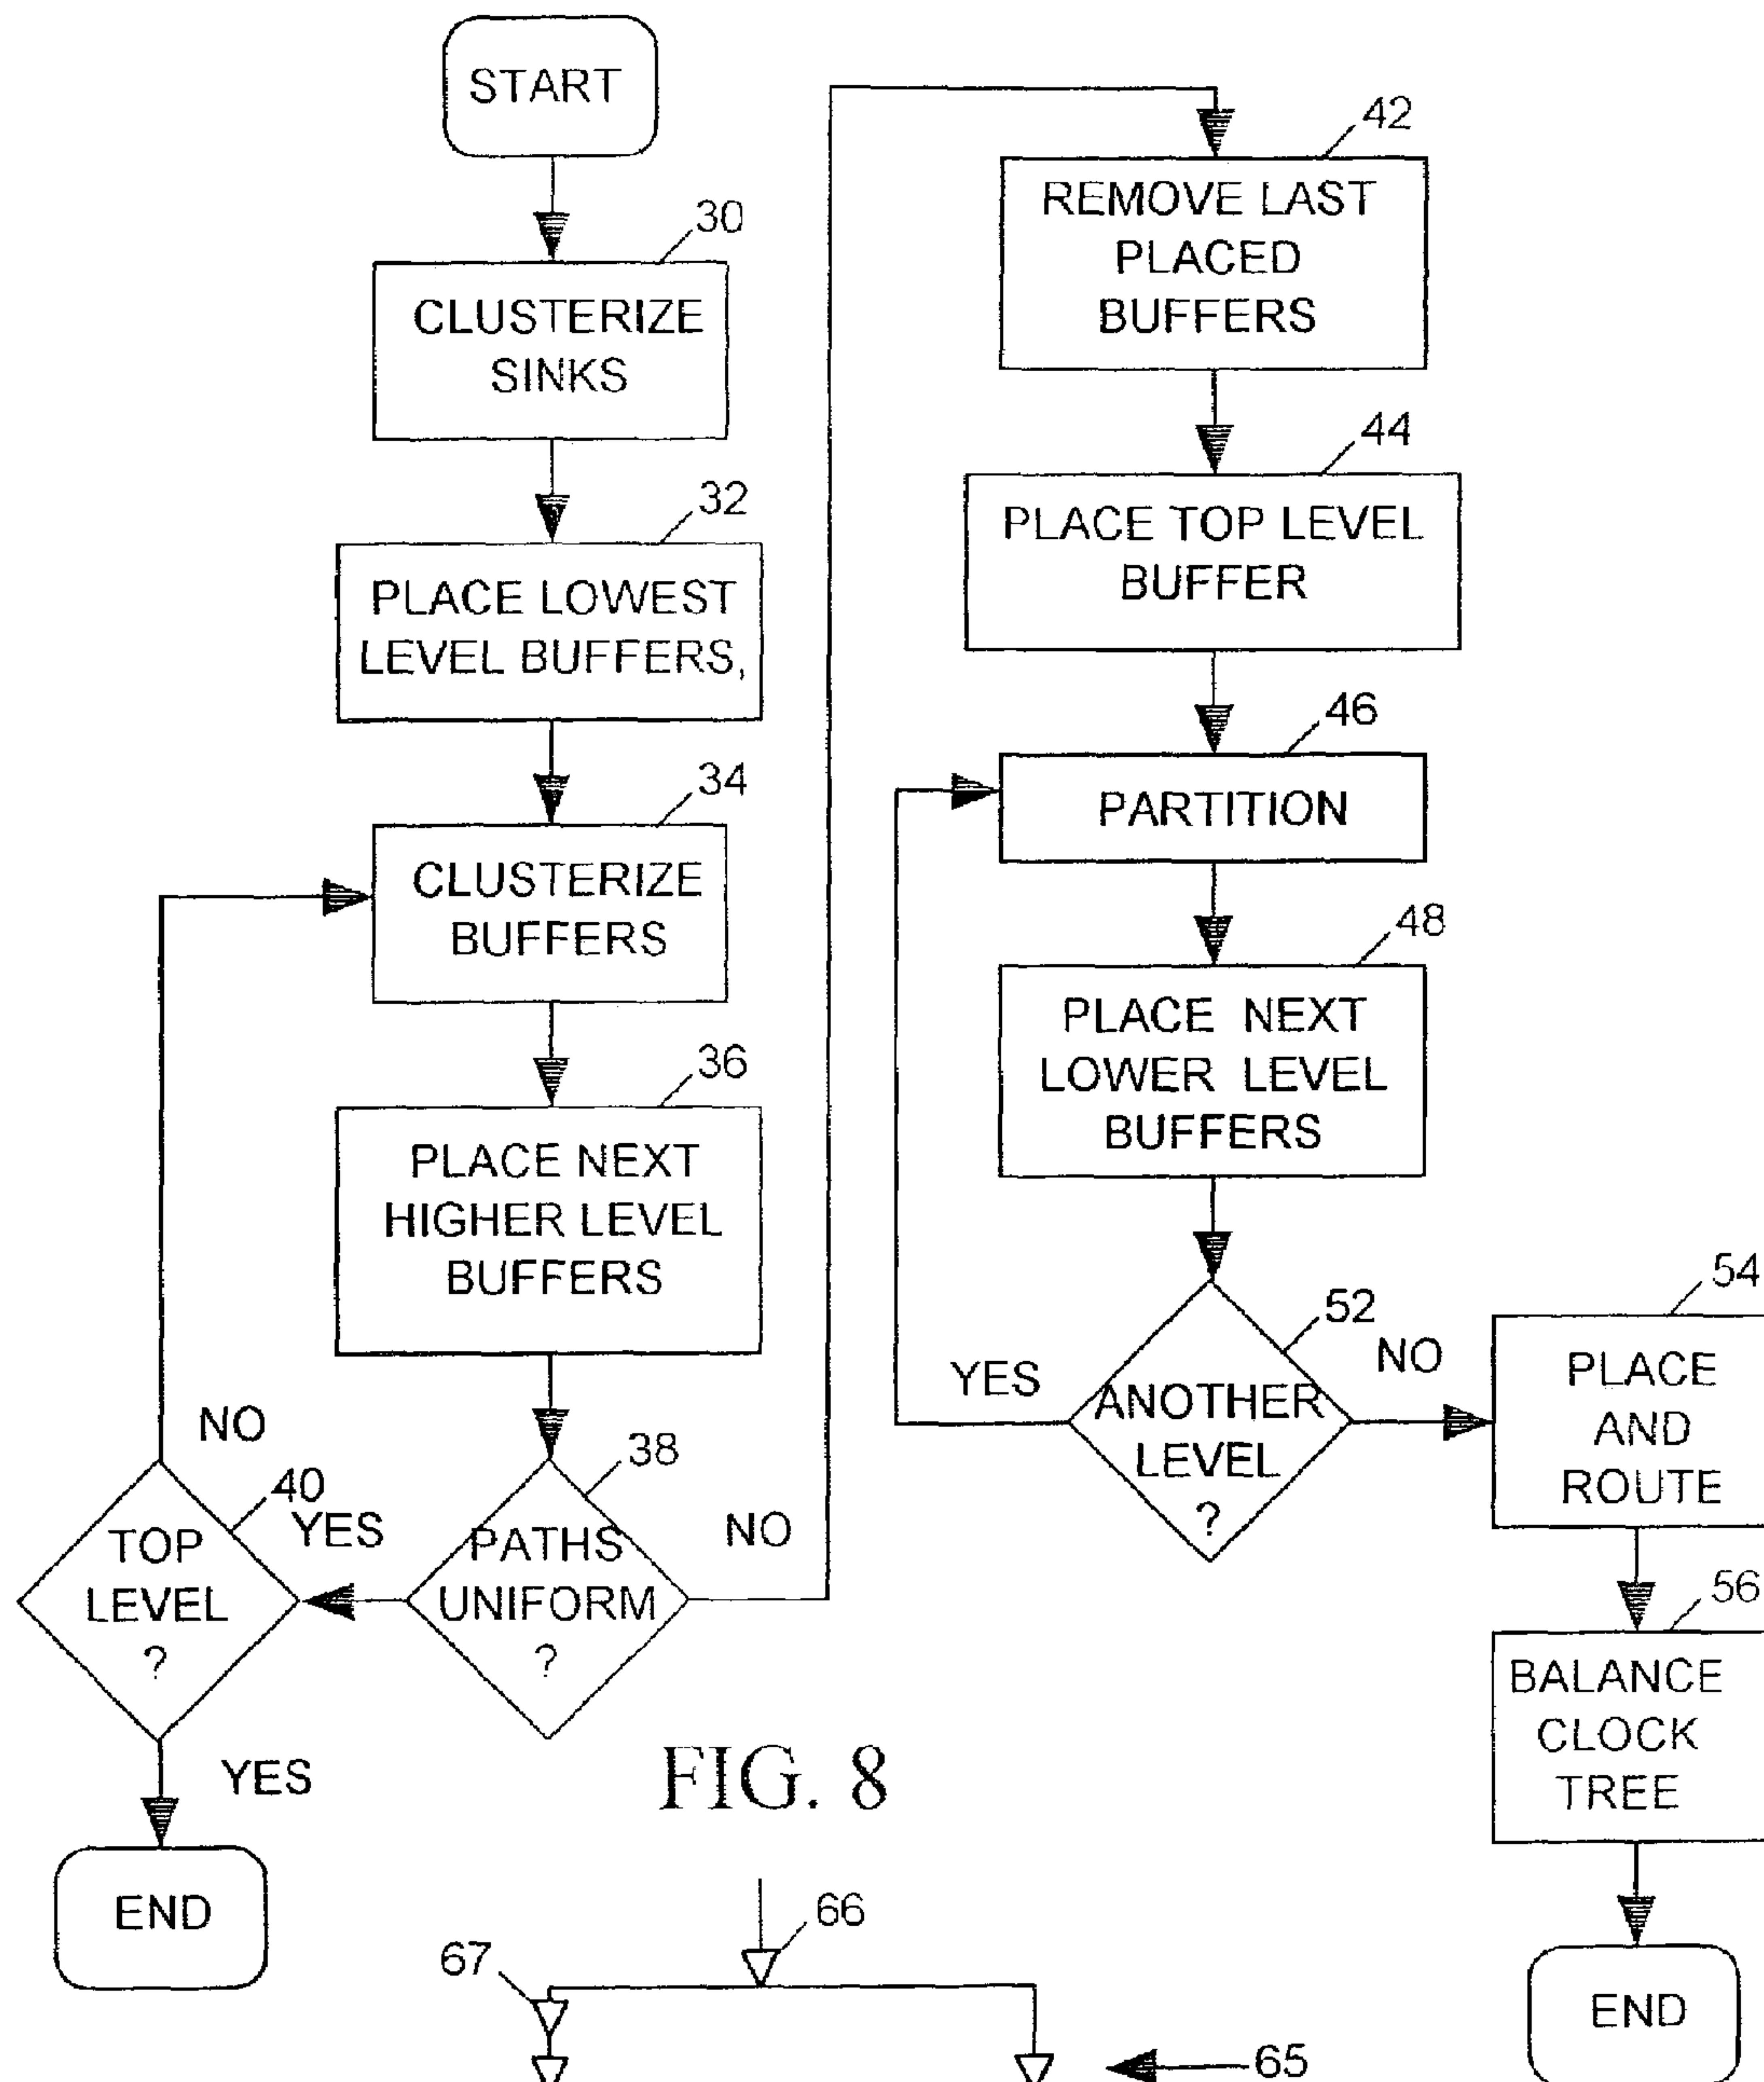 START
30
CLUSTERIZE
SINKS
32
PLACE LOWEST
LEVEL BUFFERS,
34
CLUSTERIZE
BUFFERS
36
PLACE NEXT
HIGHER LEVEL
BUFFERS
38
PATHS
UNIFORM
?
NO
YES
40
TOP
LEVEL
?
NO
YES
END
42
REMOVE LAST
PLACED
BUFFERS
44
PLACE TOP LEVEL
BUFFER
46
PARTITION
48
PLACE NEXT
LOWER LEVEL
BUFFERS
52
ANOTHER
LEVEL
?
YES
NO
54
PLACE
AND
ROUTE
56
BALANCE
CLOCK
TREE
END
FIG. 8
66
67
65